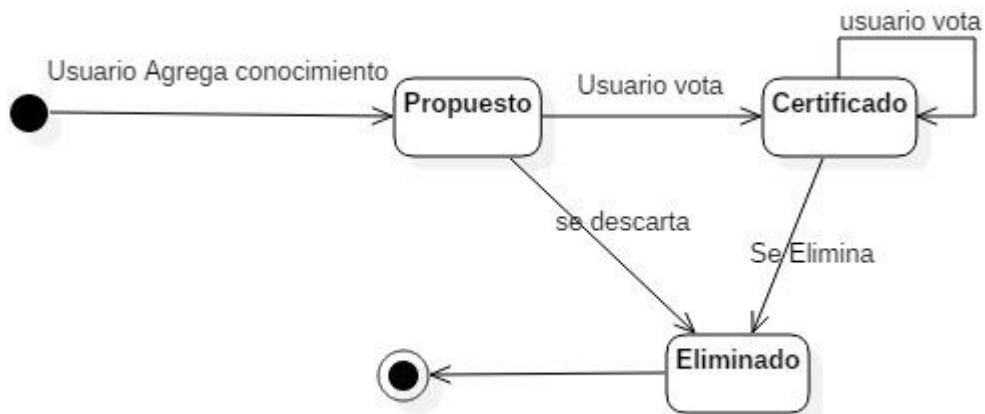 usuario vota
Usuario Agrega conocimiento
Propuesto
Usuario vota
Certificado
se descarta
Se Elimina
Eliminado